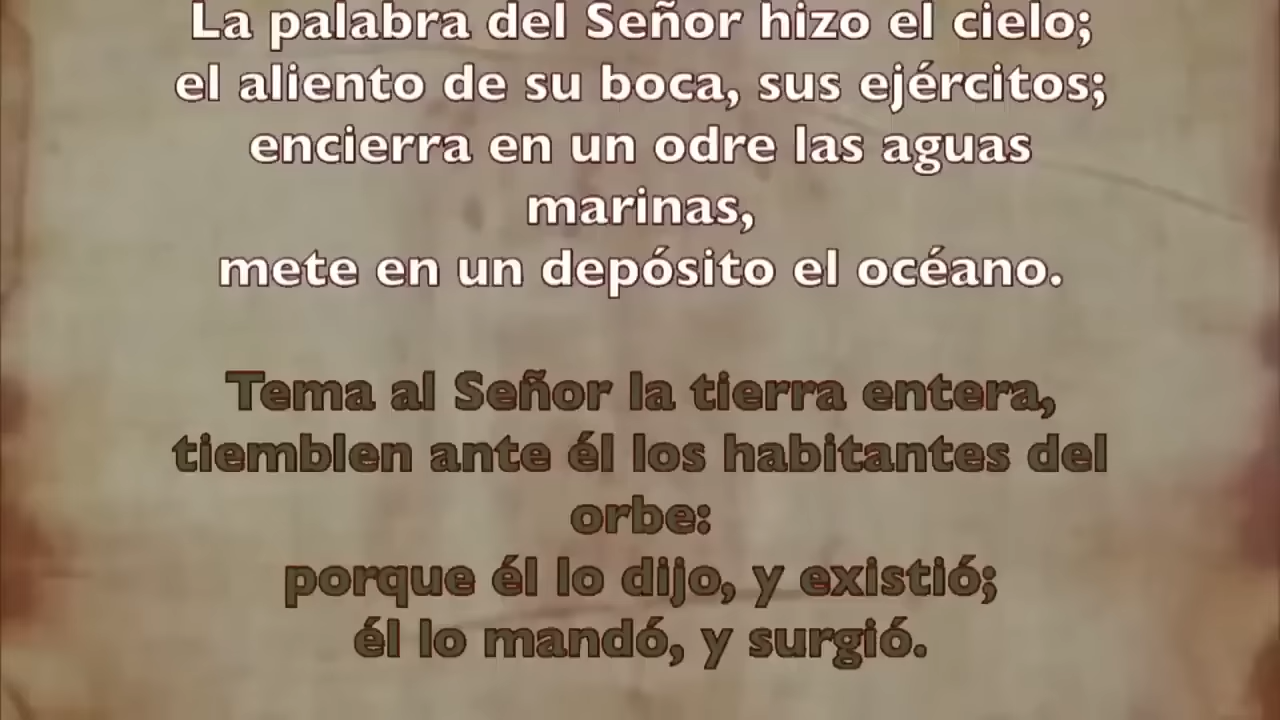 La palabra del Señor hizo el cielo;
el aliento de su boca, sus ejércitos;
encierra en un odre las aguas
marinas,
mete en un depósito el océano.
Tema al Señor la tierra entera,
tiemblen ante él los habitantes del
orbe:
porque él lo dijo, y existió;
él lo mandó, y surgió.